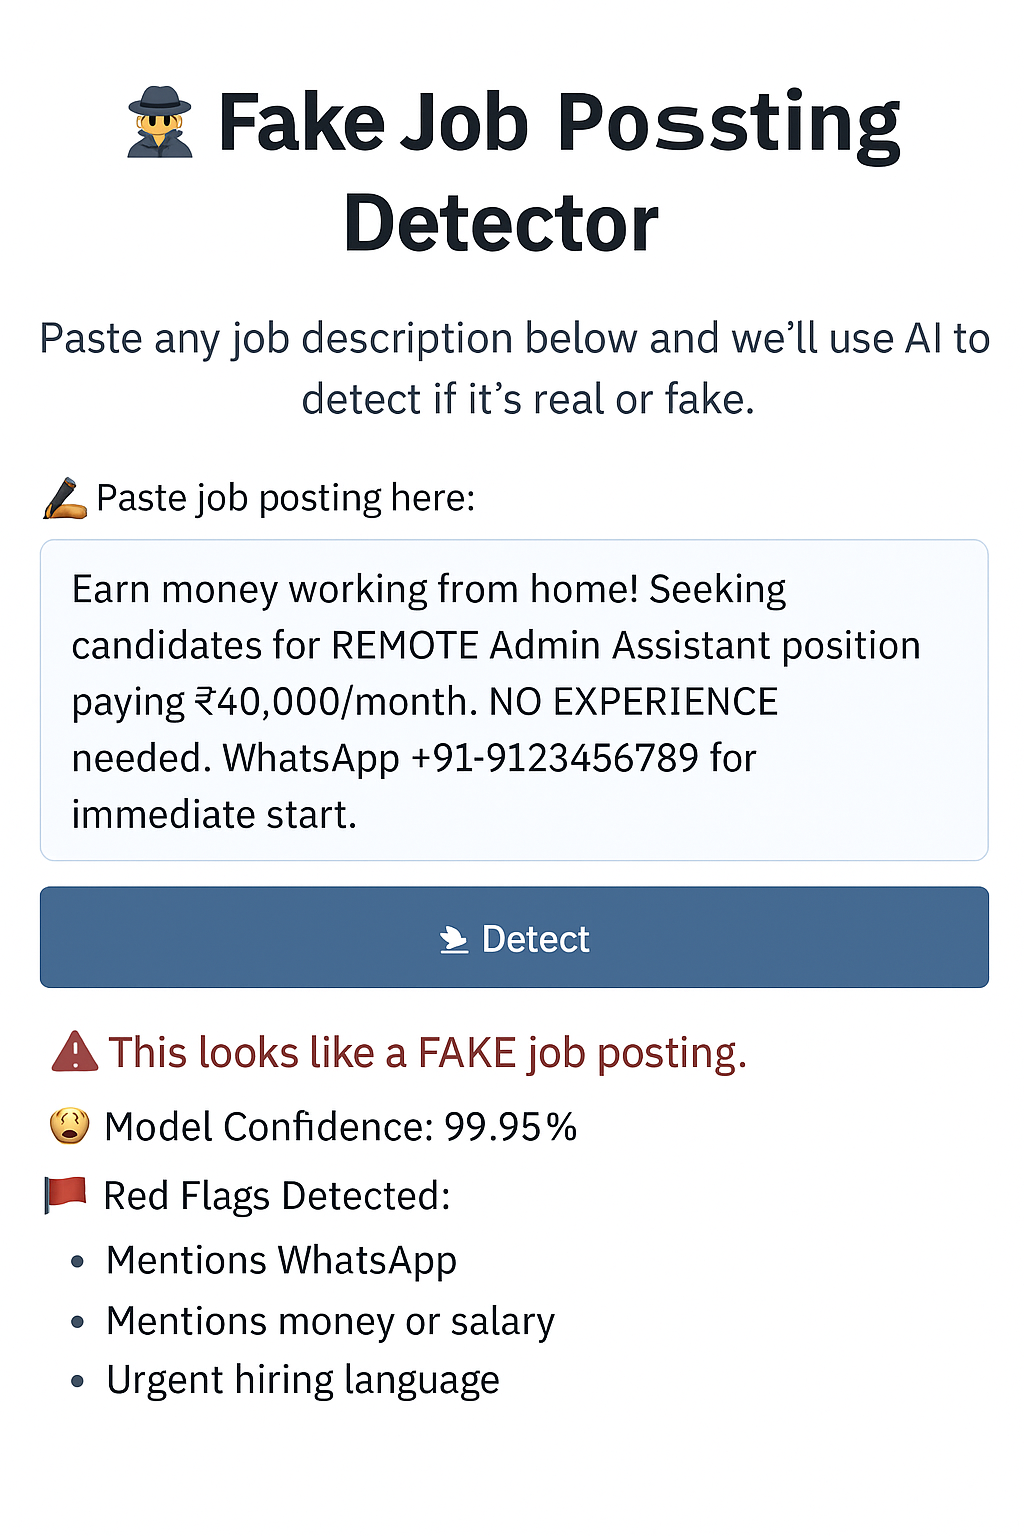 Fake Job Possting
Detector
Paste any job description below and we’ll use AI to
detect if it’s real or fake.
Paste job posting here:
Earn money working from home! Seeking
candidates for REMOTE Admin Assistant position
paying ₹40,000/month. NO EXPERIENCE
needed. WhatsApp +91-9123456789 for
immediate start.
Detect
This looks like a FAKE job posting.
Model Confidence: 99.95%
Red Flags Detected:
• Mentions WhatsApp
• Mentions money or salary
• Urgent hiring language